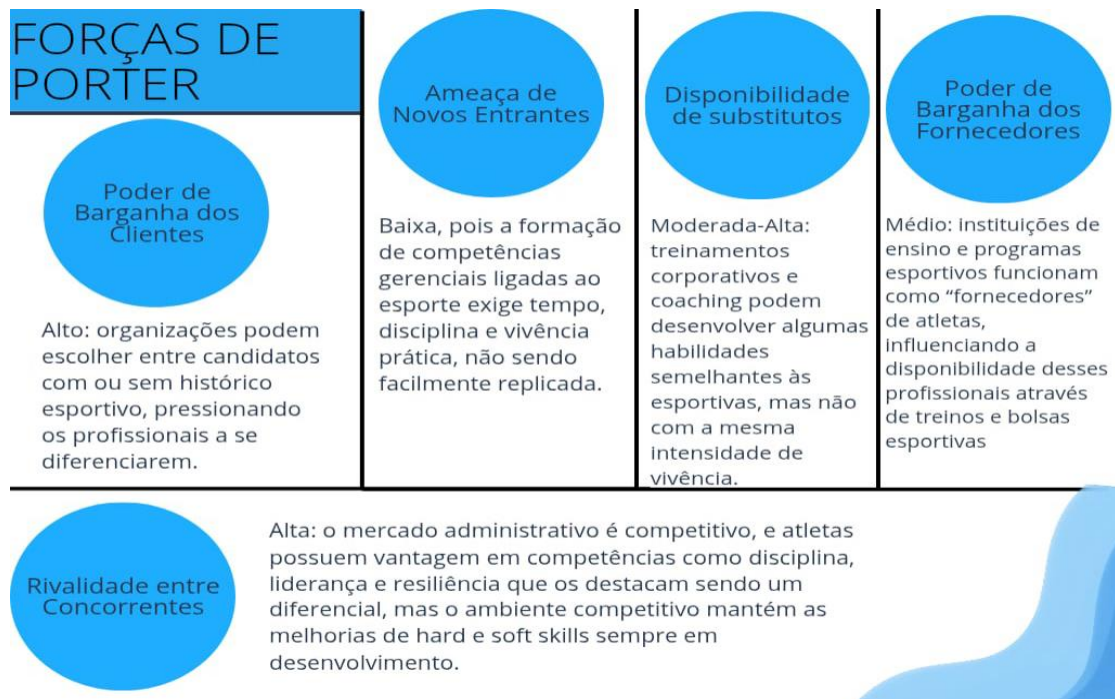 FORÇAS DE
PORTER
Poder de
Barganha dos
Clientes
Alto: organizações podem
escolher entre candidatos
com ou sem histórico
esportivo, pressionando
os profissionais a se
diferenciarem.
Ameaça de
Novos Entrantes
Baixa, pois a formação
de competências
gerenciais ligadas ao
esporte exige tempo,
disciplina e vivência
prática, não sendo
facilmente replicada.
Disponibilidade
de substitutos
Moderada-Alta:
treinamentos
corporativos e
coaching podem
desenvolver algumas
habilidades
semelhantes às
esportivas, mas não
com a mesma
intensidade de
vivência.
Poder de
Barganha dos
Fornecedores
Médio: instituições de
ensino e programas
esportivos funcionam
como “fornecedores”
de atletas,
influenciando a
disponibilidade desses
profissionais através
de treinos e bolsas
esportivas
Rivalidade entre
Concorrentes
Alta: o mercado administrativo é competitivo, e atletas
possuem vantagem em competências como disciplina,
liderança e resiliência que os destacam sendo um
diferencial, mas o ambiente competitivo mantém as
melhorias de hard e soft skills sempre em
desenvolvimento.